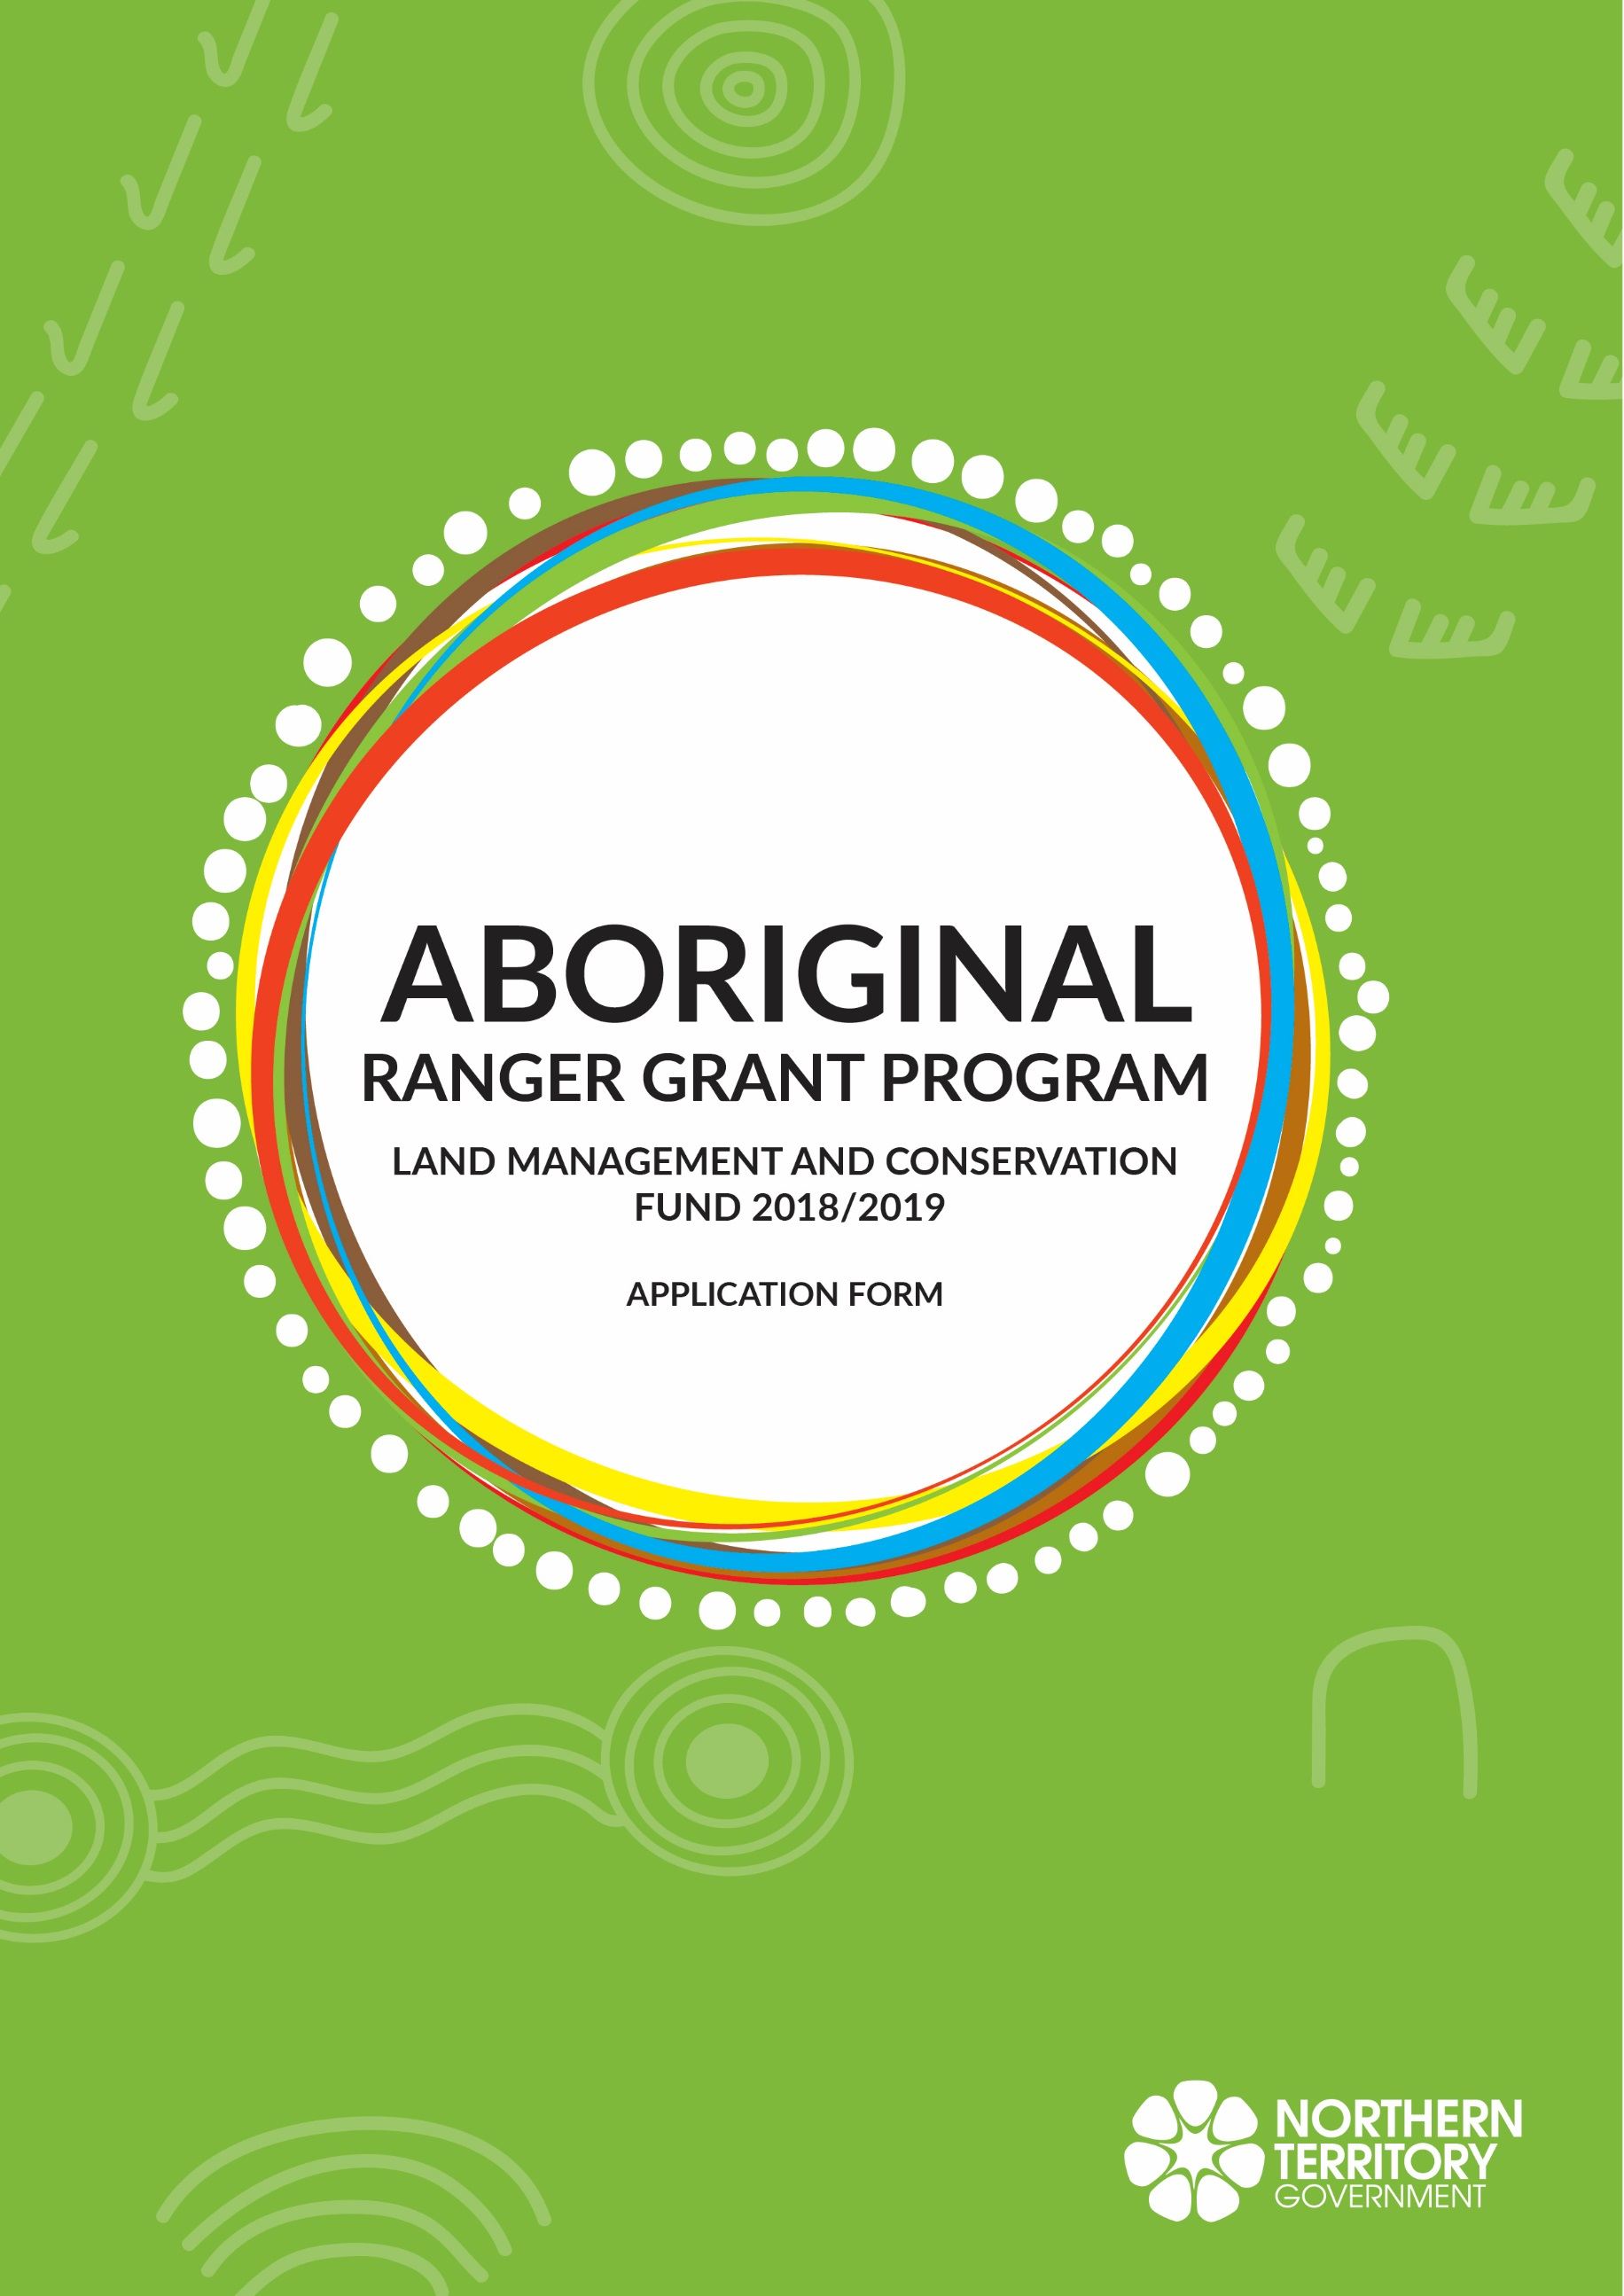 ABORIGINAL
RANGER GRANT PROGRAM
LAND MANAGEMENT AND CONSERVATION
FUND 2018/2019
APPLICATION FORM
NORTHERN
TERRITORY
GOVERNMENT